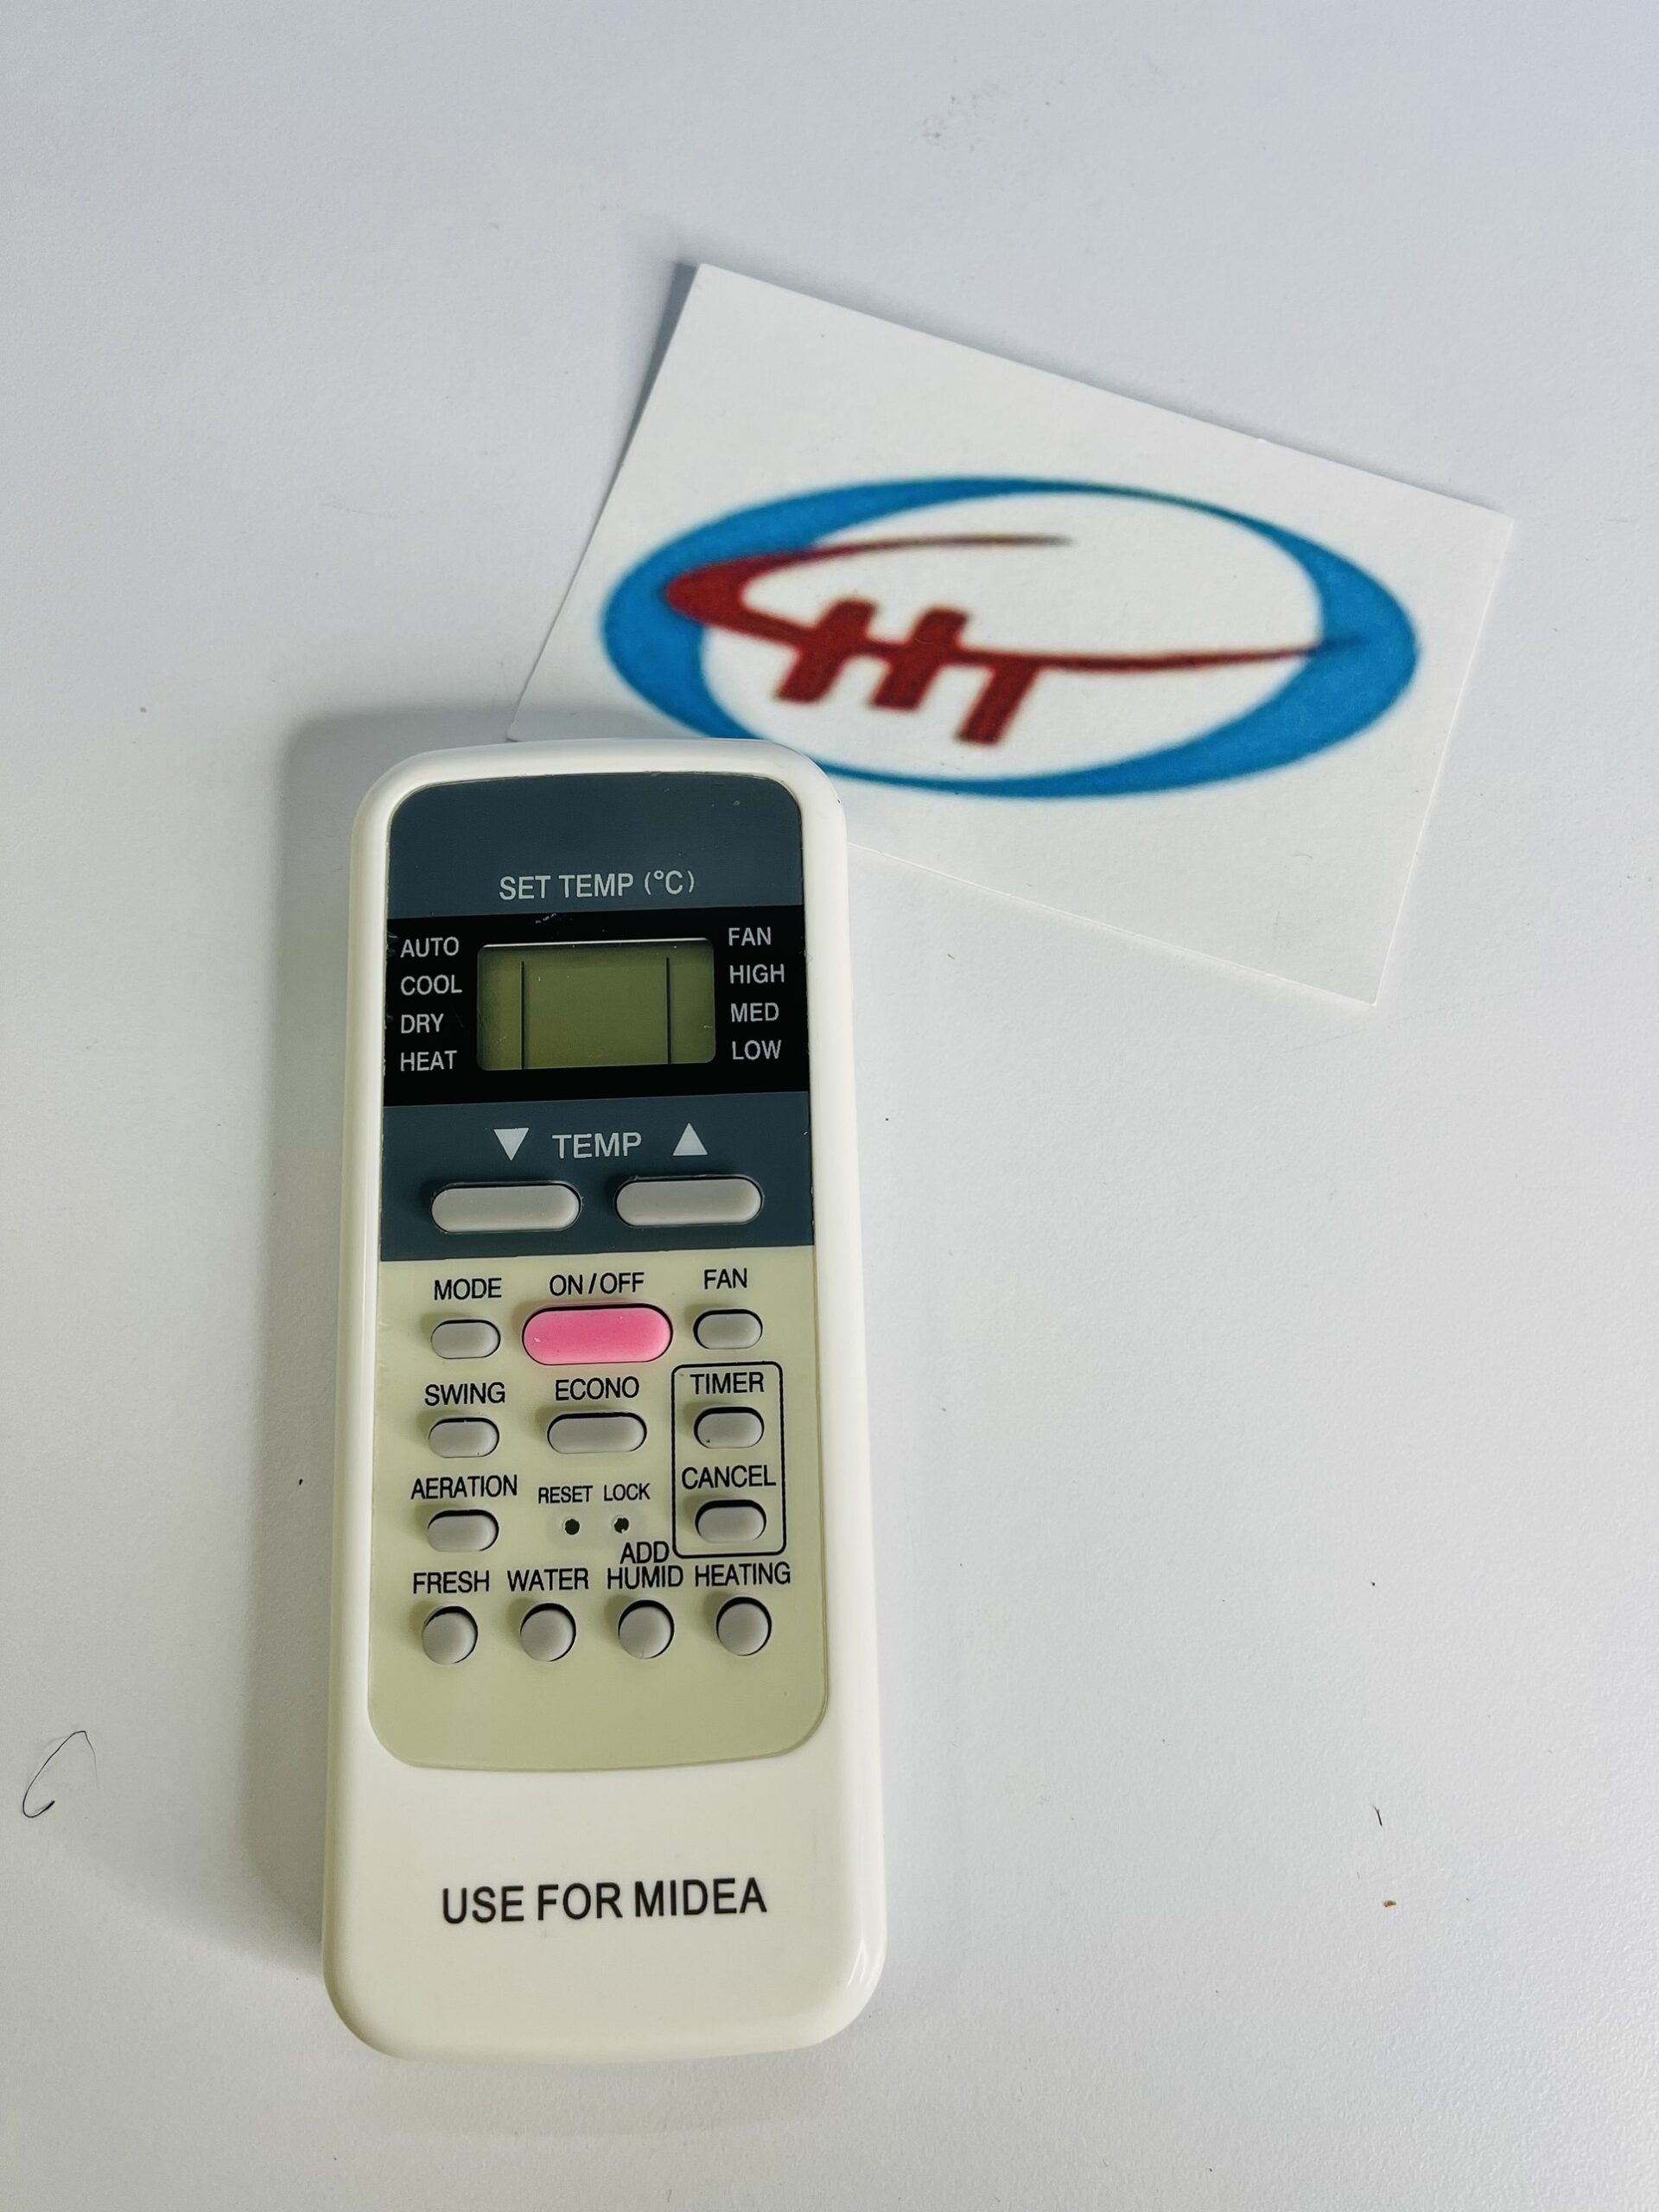 HT
SET TEMP (°C)
AUTO
COOL
DRY
HEAT
FAN
HIGH
MED
LOW
▼ TEMP ▲
MODE ON/OFF FAN
SWING ECONO TIMER
AERATION RESET LOCK CANCEL
FRESH WATER ADD HUMID HEATING
USE FOR MIDEA